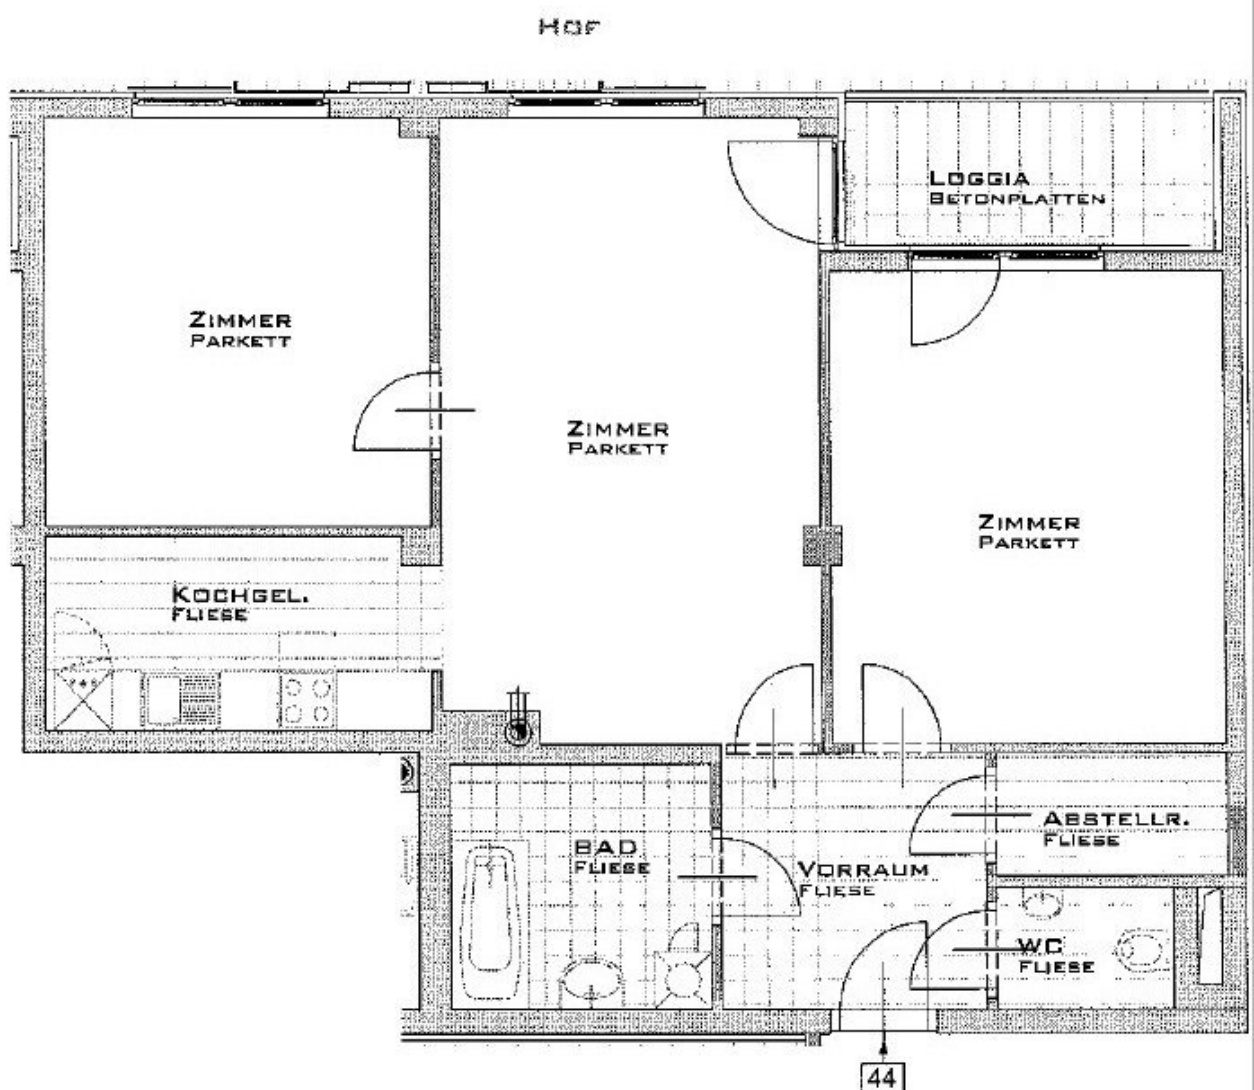 HOF
LOGGIA
BETONPLATTEN
ZIMMER
PARKETT
ZIMMER
PARKETT
ZIMMER
PARKETT
KOCHGEL.
FLIESE
BAD
FLIESE
VORRAUM
FLIESE
ABSTELLR.
FLIESE
WC
FLIESE
44